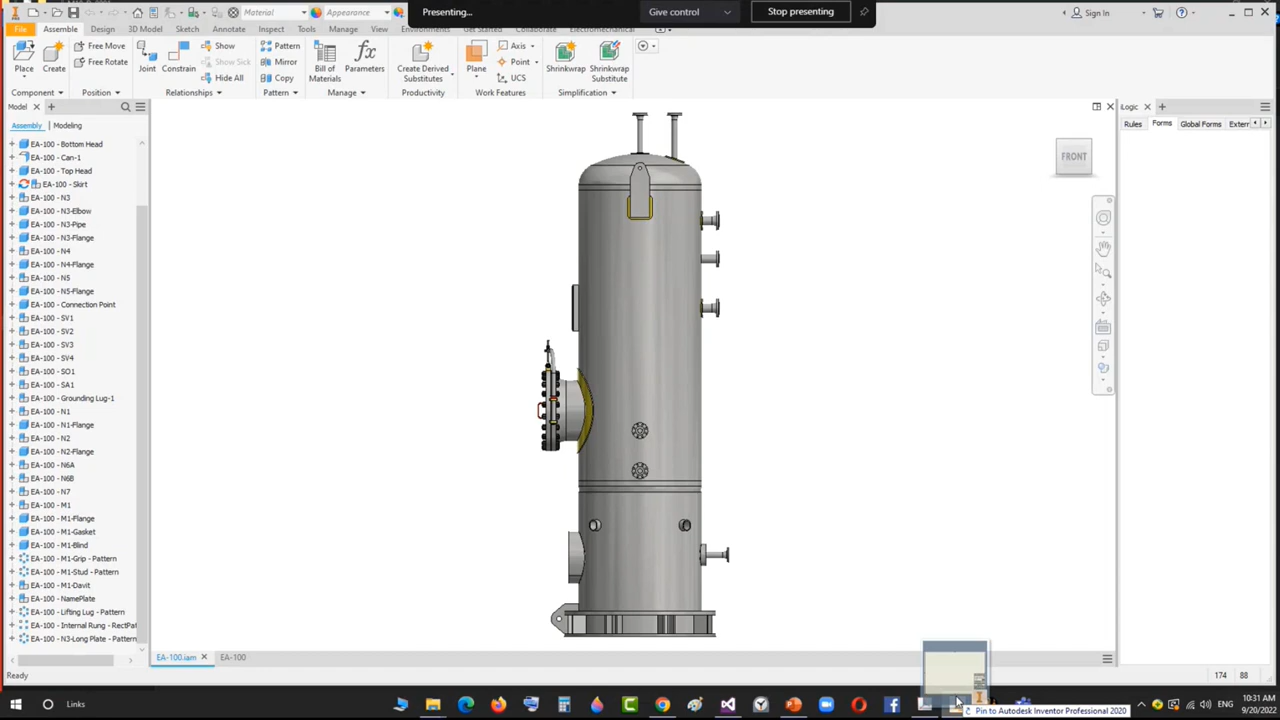 Material
Appearance
Presenting...
Give control
Stop presenting
Sign In
File
Assemble
Design
3D Model
Sketch
Annotate
Inspect
Tools
Manage
View
Environments
Get Started
Collaborate
Electromechanical
Place
Create
Free Move
Free Rotate
Joint
Constrain
Show
Show Sick
Hide All
Pattern
Mirror
Copy
Bill of
Materials
Parameters
Create Derived
Substitutes
Plane
Axis
Point
UCS
Shrinkwrap
Shrinkwrap
Substitute
Component
Position
Relationships
Pattern
Manage
Productivity
Work Features
Simplification
Model
Assembly
Modeling
EA-100 - Bottom Head
EA-100 - Can-1
EA-100 - Top Head
EA-100 - Skirt
EA-100 - N3
EA-100 - N3-Elbow
EA-100 - N3-Pipe
EA-100 - N3-Flange
EA-100 - N4
EA-100 - N4-Flange
EA-100 - N5
EA-100 - N5-Flange
EA-100 - Connection Point
EA-100 - SV1
EA-100 - SV2
EA-100 - SV3
EA-100 - SV4
EA-100 - SO1
EA-100 - SA1
EA-100 - Grounding Lug-1
EA-100 - N1
EA-100 - N1-Flange
EA-100 - N2
EA-100 - N2-Flange
EA-100 - N6A
EA-100 - N6B
EA-100 - N7
EA-100 - M1
EA-100 - M1-Flange
EA-100 - M1-Gasket
EA-100 - M1-Blind
EA-100 - M1-Grip - Pattern
EA-100 - M1-Stud - Pattern
EA-100 - M1-Davit
EA-100 - NamePlate
EA-100 - Lifting Lug - Pattern
EA-100 - Internal Rung - RectPat
EA-100 - N3-Long Plate - Pattern
FRONT
iLogic
Rules
Forms
Global Forms
Extern
EA-100.iam
EA-100
Ready
174
88
Links
Pin to Autodesk Inventor Professional 2020
ENG
10:31 AM
9/20/2022